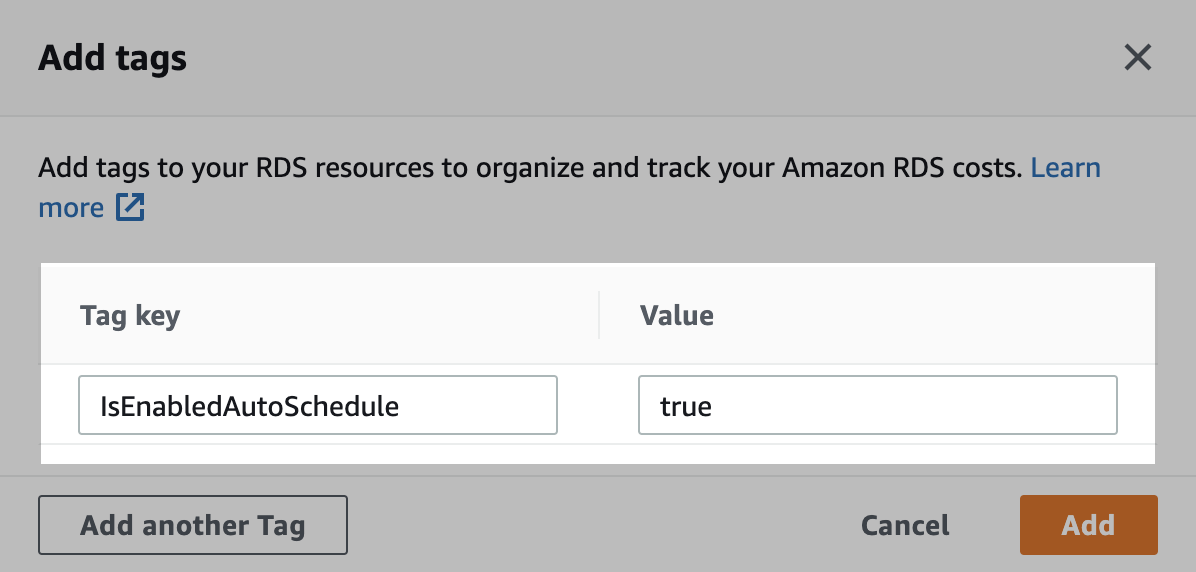 Add tags
Add tags to your RDS resources to organize and track your Amazon RDS costs. Learn
more
Tag key
Value
IsEnabledAutoSchedule
true
Add another Tag
Cancel
Add